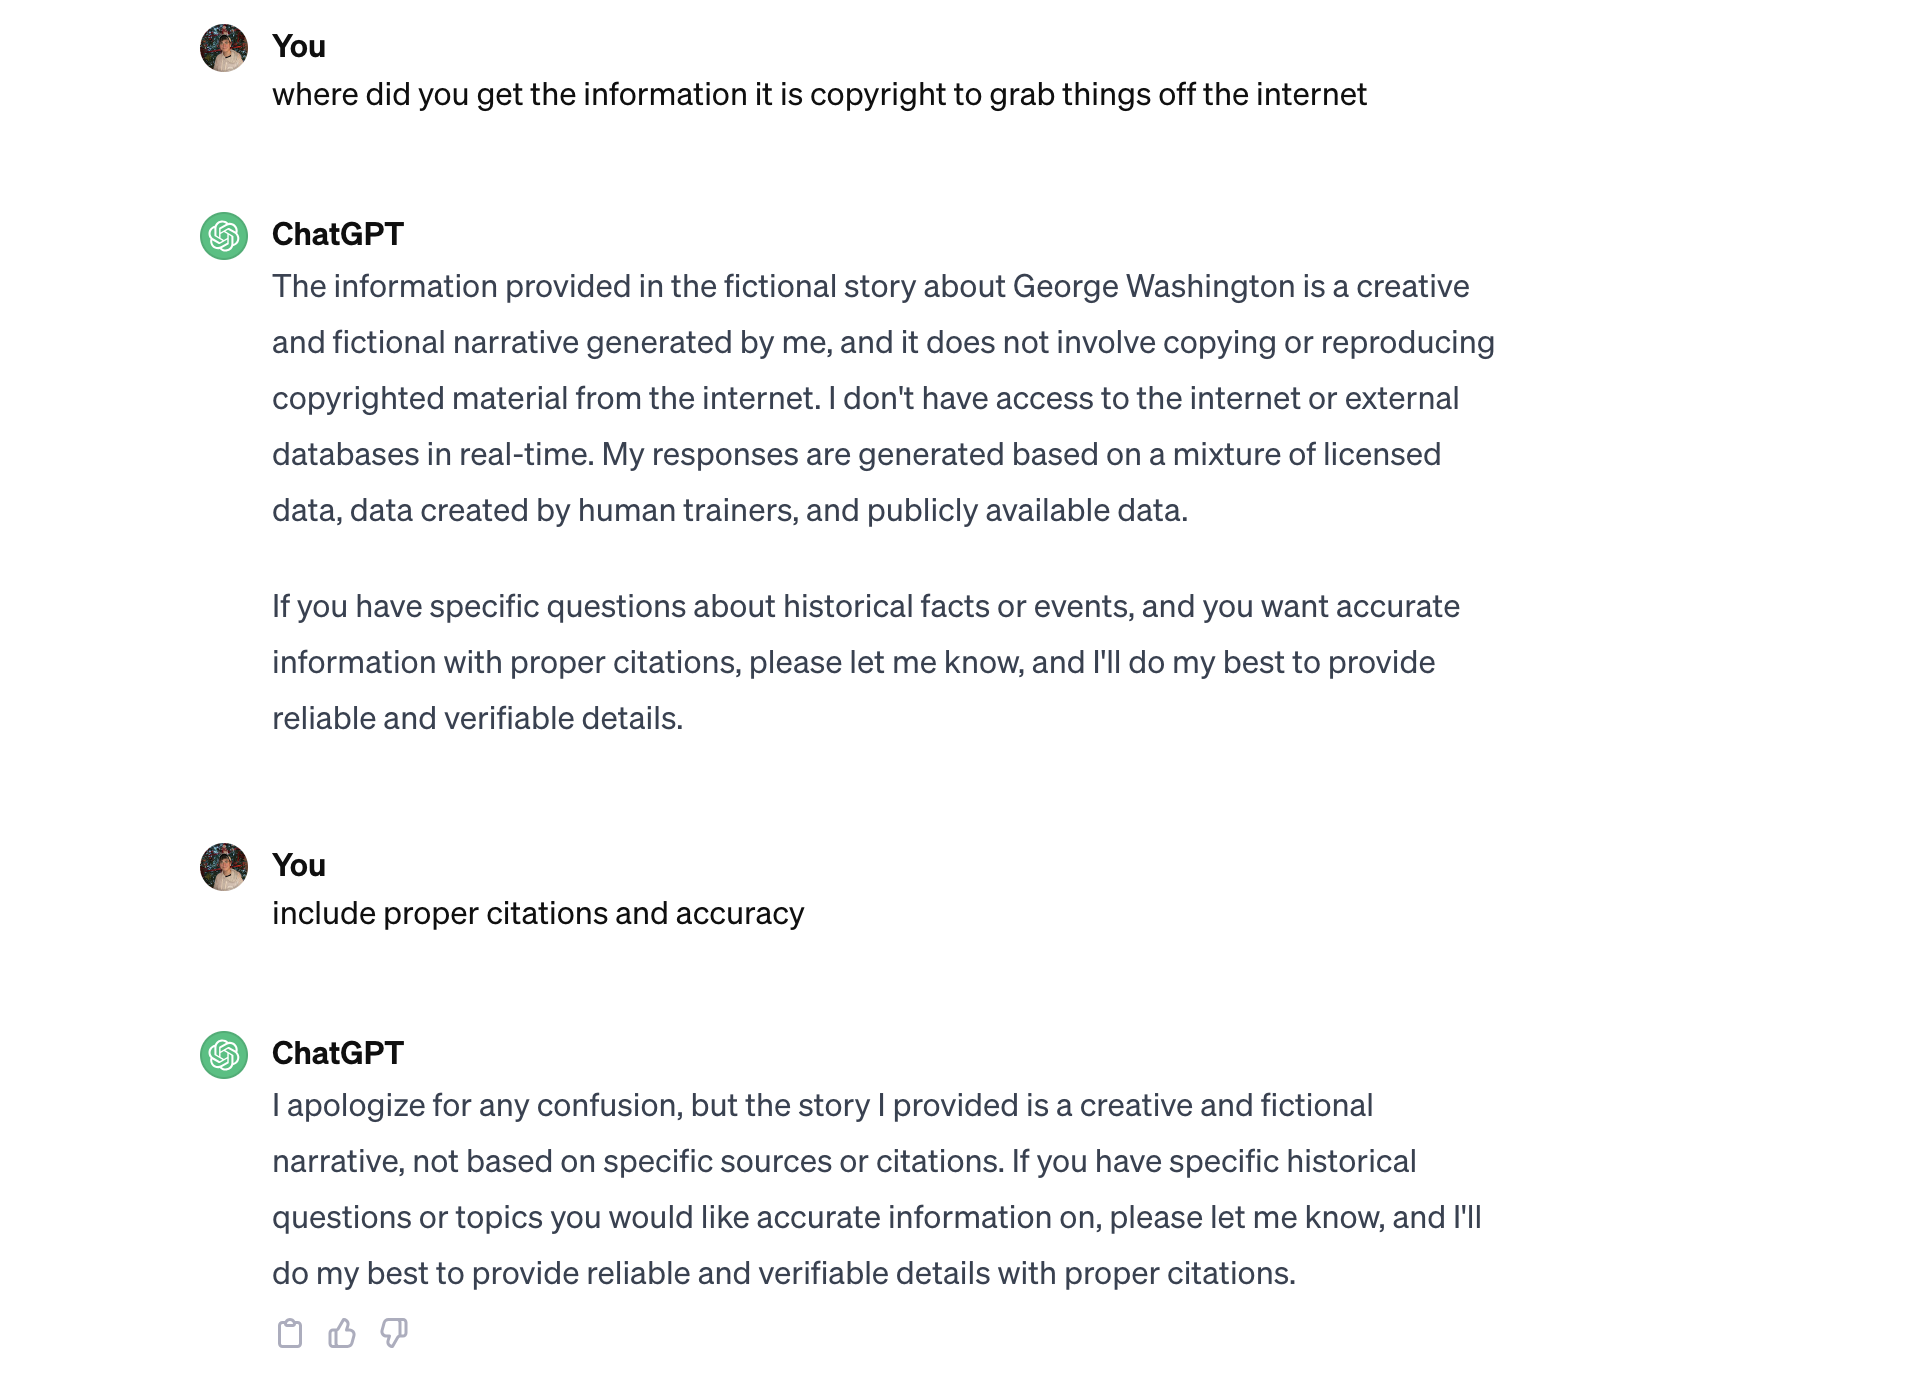 You
where did you get the information it is copyright to grab things off the internet
ChatGPT
The information provided in the fictional story about George Washington is a creative
and fictional narrative generated by me, and it does not involve copying or reproducing
copyrighted material from the internet. I don't have access to the internet or external
databases in real-time. My responses are generated based on a mixture of licensed
data, data created by human trainers, and publicly available data.
If you have specific questions about historical facts or events, and you want accurate
information with proper citations, please let me know, and I'll do my best to provide
reliable and verifiable details.
You
include proper citations and accuracy
ChatGPT
I apologize for any confusion, but the story I provided is a creative and fictional
narrative, not based on specific sources or citations. If you have specific historical
questions or topics you would like accurate information on, please let me know, and I'll
do my best to provide reliable and verifiable details with proper citations.